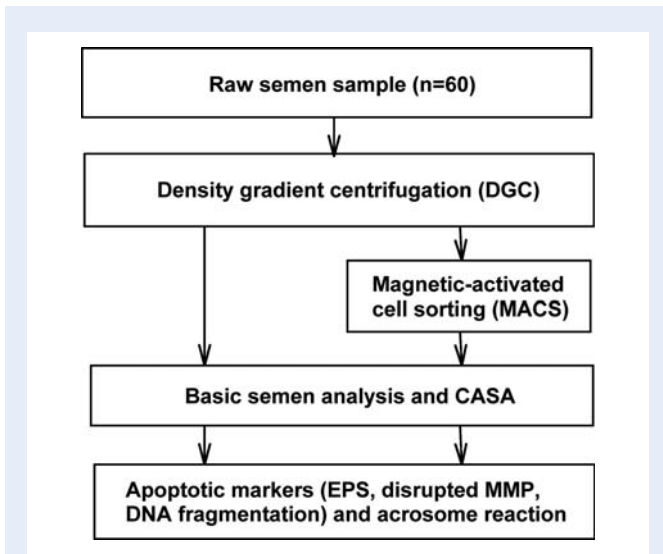 Raw semen sample (n=60)
Density gradient centrifugation (DGC)
Magnetic-activated
cell sorting (MACS)
Basic semen analysis and CASA
Apoptotic markers (EPS, disrupted MMP,
DNA fragmentation) and acrosome reaction